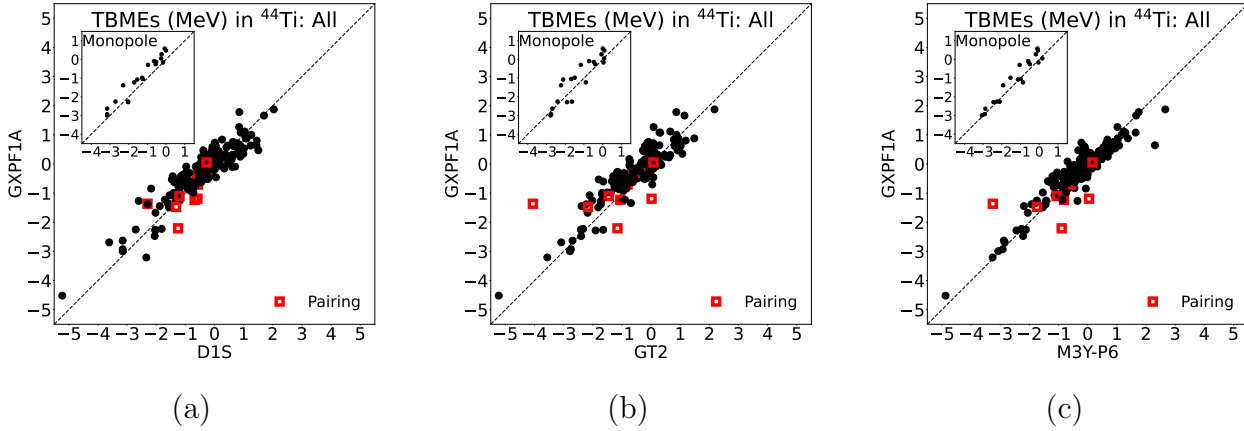 TBMEs (MeV) in ⁴⁴Ti: All
Monopole
1
0
−1
−2
−3
−4
−4−3−2−1 0 1
5
4
3
2
1
0
−1
−2
−3
−4
−5
GXPF1A
Pairing
−5 −4 −3 −2 −1 0 1 2 3 4 5
D1S
(a)
TBMEs (MeV) in ⁴⁴Ti: All
Monopole
1
0
−1
−2
−3
−4
−4−3−2−1 0 1
5
4
3
2
1
0
−1
−2
−3
−4
−5
GXPF1A
Pairing
−5 −4 −3 −2 −1 0 1 2 3 4 5
GT2
(b)
TBMEs (MeV) in ⁴⁴Ti: All
Monopole
1
0
−1
−2
−3
−4
−4−3−2−1 0 1
5
4
3
2
1
0
−1
−2
−3
−4
−5
GXPF1A
Pairing
−5 −4 −3 −2 −1 0 1 2 3 4 5
M3Y-P6
(c)